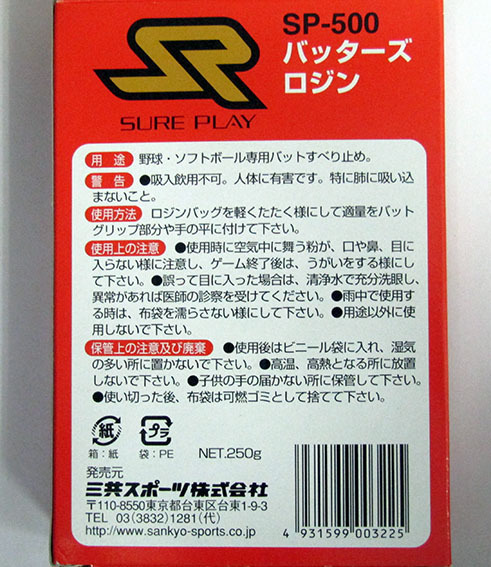 SP-500
バッターズ
ロジン
SURE PLAY
用途 野球・ソフトボール専用バットすべり止め。
警告 ●吸入飲用不可。人体に有害です。特に肺に吸い込
まないこと。
使用方法 ロジンバッグを軽くたたく様にして適量をバット
グリップ部分や手の平に付けて下さい。
使用上の注意 ●使用時に空気中に舞う粉が、口や鼻、目に
入らない様に注意し、ゲーム終了後は、うがいをする様にし
て下さい。●誤って目に入った場合は、清浄水で充分洗眼し、
異常があれば医師の診察を受けてください。●雨中で使用す
る時は、布袋を濡らさない様にして下さい。●用途以外に使
用しないで下さい。
保管上の注意及び廃棄 ●使用後はビニール袋に入れ、湿気
の多い所に置かないで下さい。●高温、高熱となる所に放置
しないで下さい。●子供の手の届かない所に保管して下さい。
●使い切った後、布袋は可燃ゴミとして捨てて下さい。
紙 プラ
箱:紙 袋:PE NET.250g
発売元
三共スポーツ株式会社
〒110-8550東京都台東区台東1-9-3
TEL 03(3832)1281(代)
http://www.sankyo-sports.co.jp/
4 931599 003225